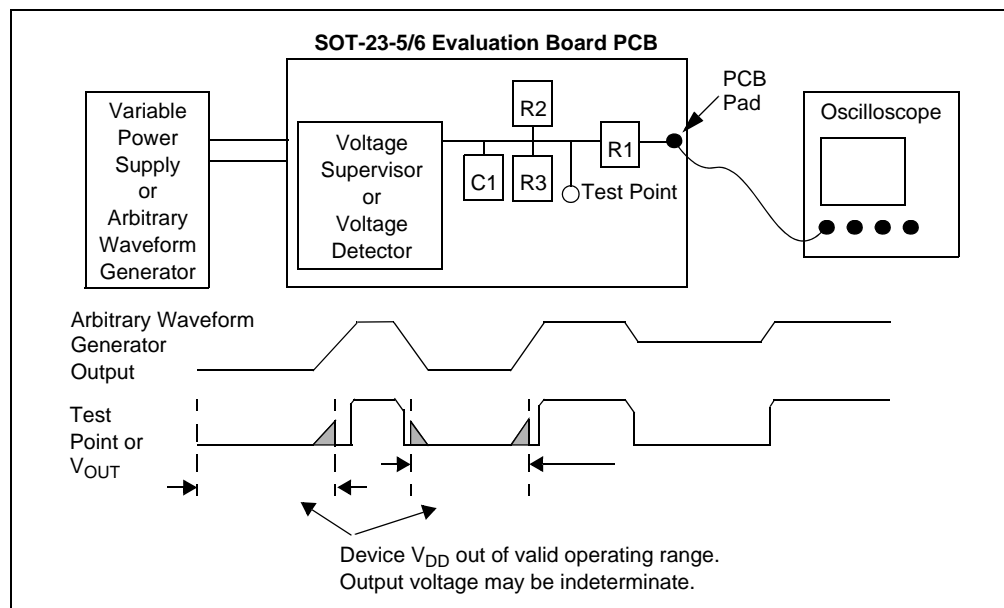 SOT-23-5/6 Evaluation Board PCB
Variable
Power
Supply
or
Arbitrary
Waveform
Generator
Voltage
Supervisor
or
Voltage
Detector
C1
R2
R3
Test Point
R1
PCB
Pad
Oscilloscope
Arbitrary Waveform
Generator
Output
Test
Point or
VOUT
Device VDD out of valid operating range.
Output voltage may be indeterminate.